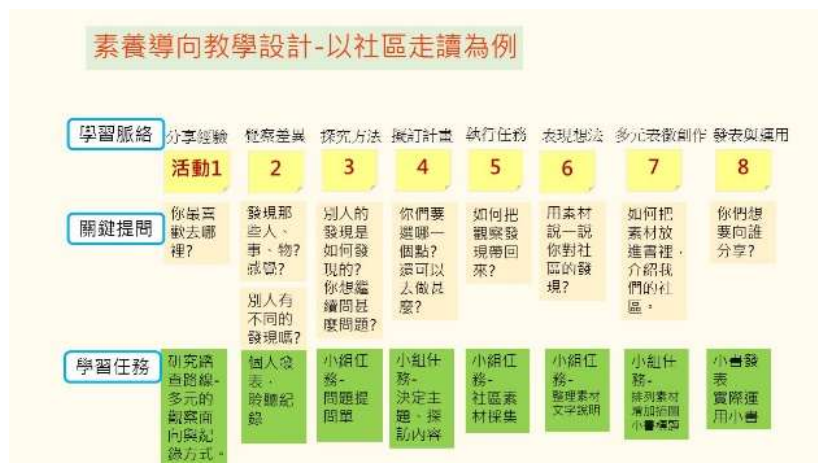 素養導向教學設計-以社區走讀為例
學習脈絡
分享經驗
覺察差異
探究方法
擬訂計畫
執行任務
表現想法
多元表徵創作
發表與運用
活動1
2
3
4
5
6
7
8
關鍵提問
你最喜
歡去哪
裡?
發現那
些人、
事、物?
感覺?
別人有
不同的
發現嗎?
別人的
發現是
如何發
現的?
你想繼
續問甚
麼問題?
你們要
選哪一
個點?
還可以
去做甚
麼?
如何把
觀察發
現帶回
來?
用素材
說一說
你對社
區的發
現?
如何把
素材放
進書裡,
介紹我
們的社
區。
你們想
要向誰
分享?
學習任務
研究踏
查路線-
多元的
觀察面
向與紀
錄方式。
個人發
表,
聆聽紀
錄
小組任
務-
問題提
問單
小組任
務-
決定主
題、探
訪內容
小組任
務-
社區素
材採集
小組任
務-
整理素材
文字說明
小組任
務-
排列素材
增加插圖
小書標題
小書發
表
實際運
用小書